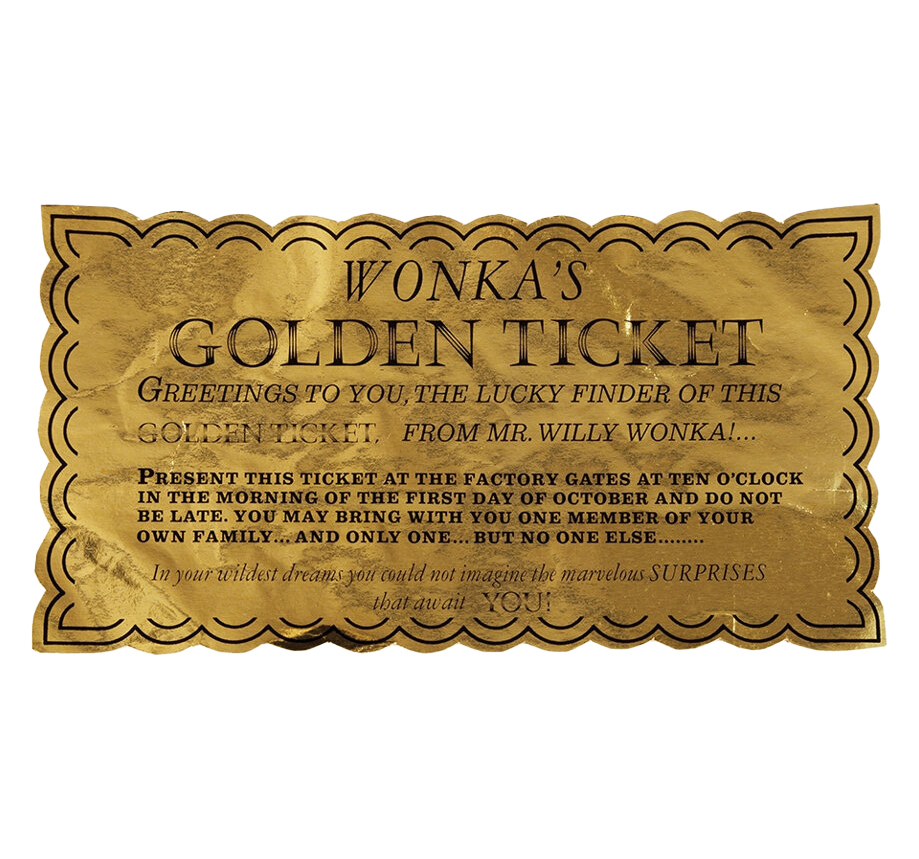 WONKA'S
GOLDEN TICKET
GREETINGS TO YOU, THE LUCKY FINDER OF THIS
GOLDEN TICKET, FROM MR. WILLY WONKA!...
PRESENT THIS TICKET AT THE FACTORY GATES AT TEN O'CLOCK
IN THE MORNING OF THE FIRST DAY OF OCTOBER AND DO NOT
BE LATE. YOU MAY BRING WITH YOU ONE MEMBER OF YOUR
OWN FAMILY... AND ONLY ONE... BUT NO ONE ELSE........
In your wildest dreams you could not imagine the marvelous SURPRISES
that await YOU!